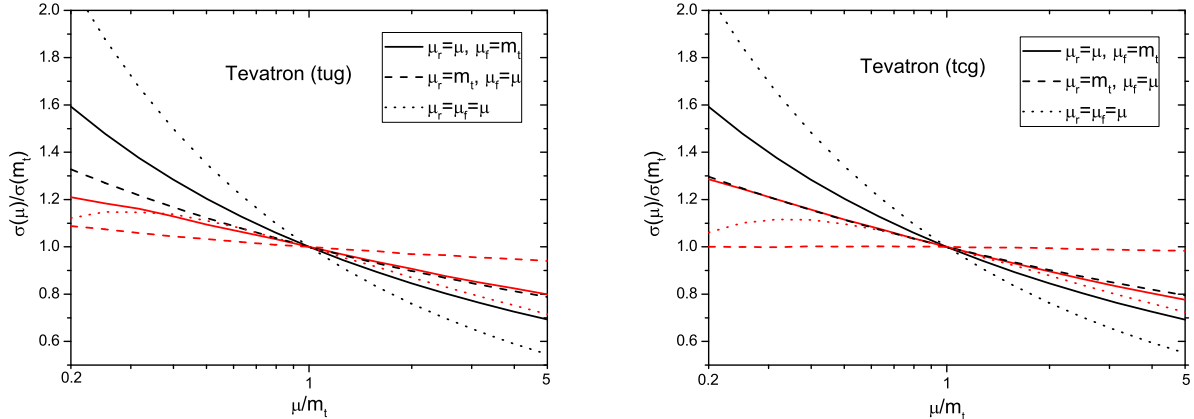 2.0
1.8
1.6
1.4
1.2
1.0
0.8
0.6
σ(μ)/σ(m_t)
Tevatron (tug)
μ_r=μ, μ_f=m_t
μ_r=m_t, μ_f=μ
μ_r=μ_f=μ
0.2 1 5
μ/m_t
2.0
1.8
1.6
1.4
1.2
1.0
0.8
0.6
σ(μ)/σ(m_t)
Tevatron (tcg)
μ_r=μ, μ_f=m_t
μ_r=m_t, μ_f=μ
μ_r=μ_f=μ
0.2 1 5
μ/m_t